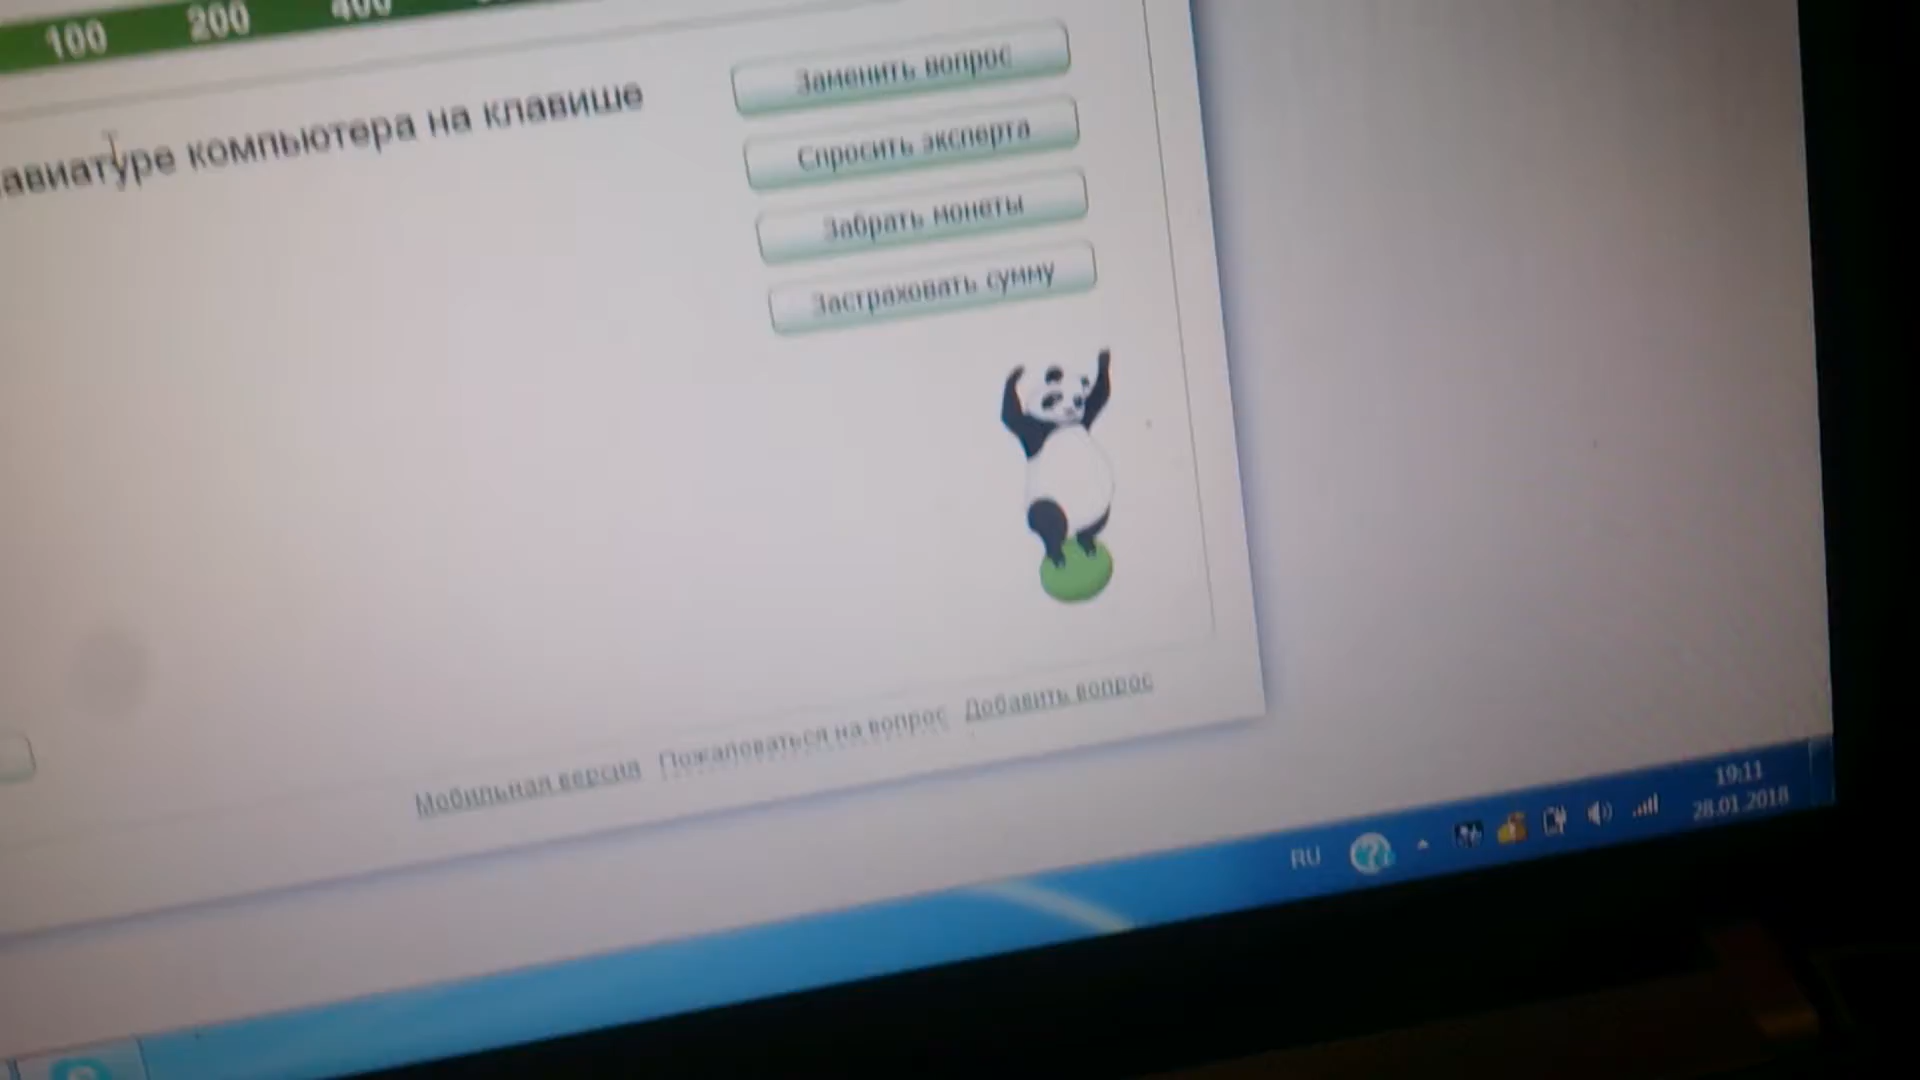 100 200 400
авиатуре компьютера на клавише
Заменить вопрос
Спросить эксперта
Забрать монеты
Застраховать сумму
Мобильная версия Пожаловаться на вопрос Добавить вопрос
RU
19:11
28.01.2018